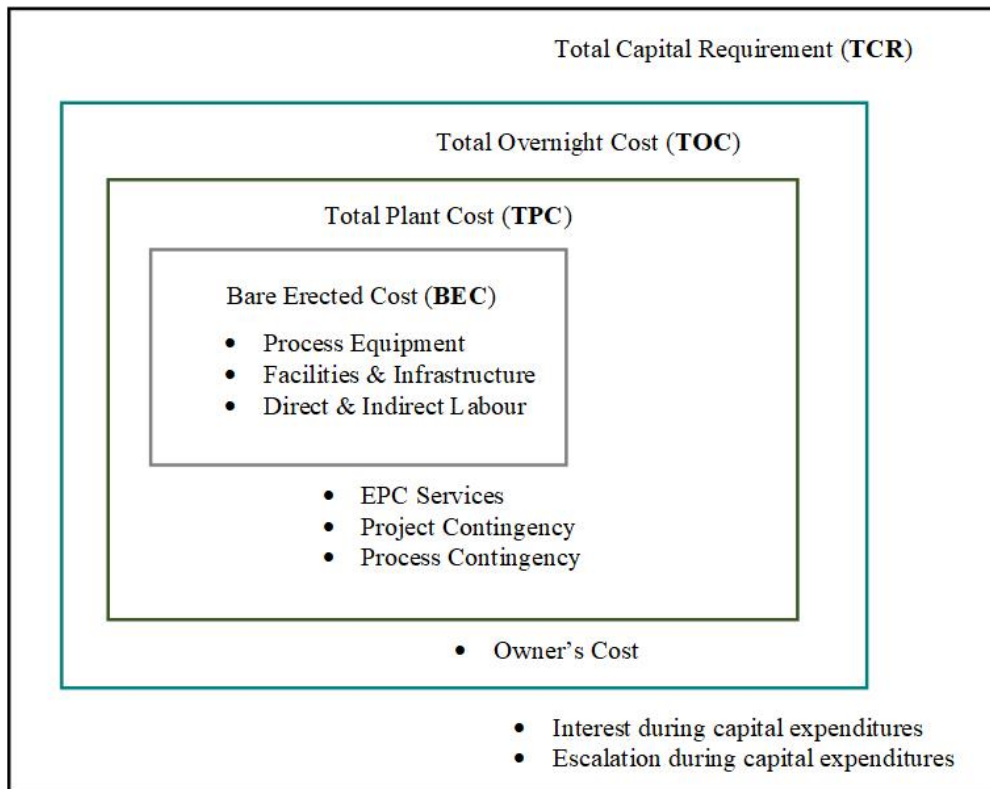 Total Capital Requirement (TCR)
Total Overnight Cost (TOC)
Total Plant Cost (TPC)
Bare Erected Cost (BEC)
• Process Equipment
• Facilities & Infrastructure
• Direct & Indirect Labour
• EPC Services
• Project Contingency
• Process Contingency
• Owner’s Cost
• Interest during capital expenditures
• Escalation during capital expenditures